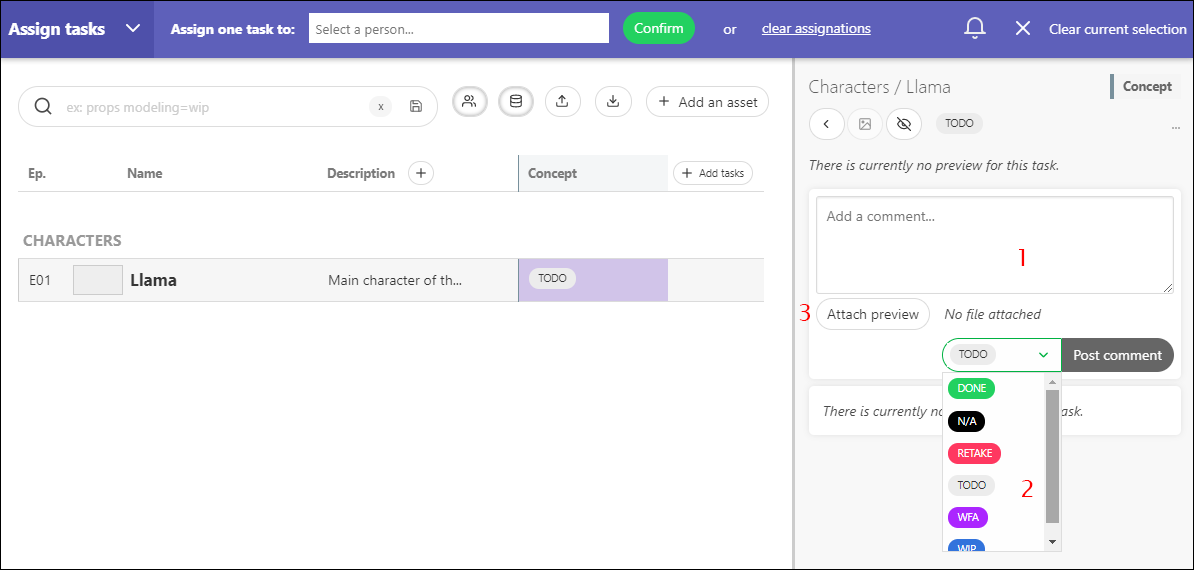 Assign tasks
Assign one task to: Select a person... Confirm or clear assignations Clear current selection
ex: props modeling=wip x
Add an asset
Ep. Name Description Concept Add tasks
CHARACTERS
E01 Llama Main character of th... TODO
Characters / Llama Concept
TODO ...
There is currently no preview for this task.
Add a comment...
1
3 Attach preview No file attached
TODO Post comment
DONE
There is currently no ask.
N/A
RETAKE
TODO 2
WFA
WIP